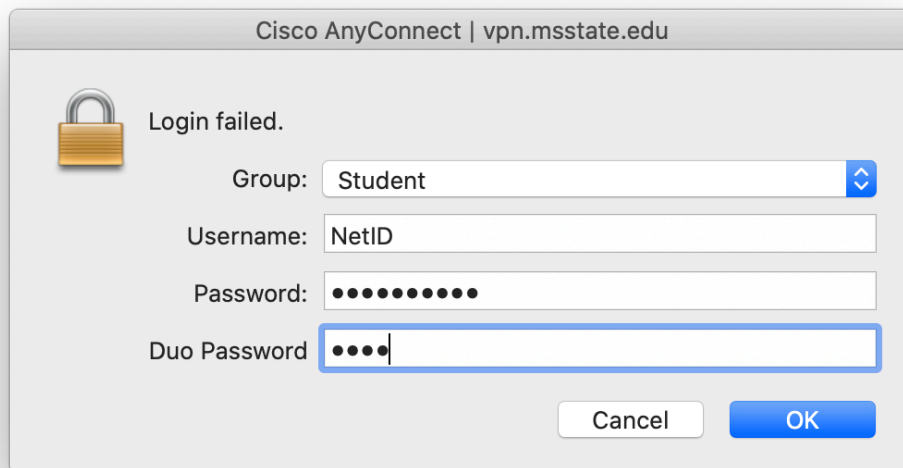 Cisco AnyConnect | vpn.msstate.edu
Login failed.
Group: Student
Username: NetID
Password: ••••••••••
Duo Password ••••
Cancel OK